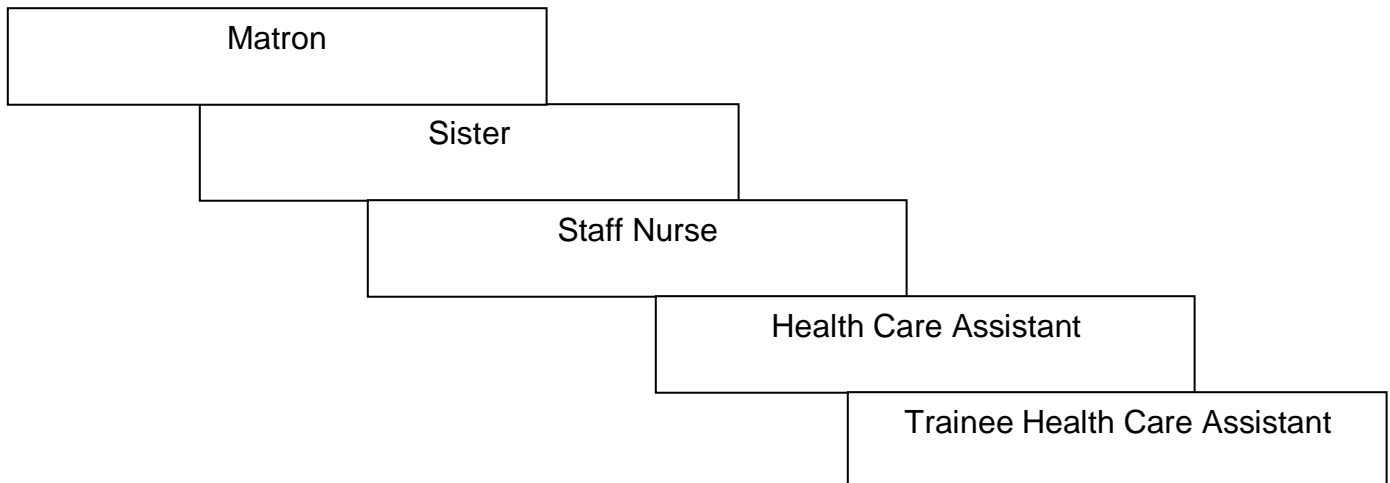 Matron
Sister
Staff Nurse
Health Care Assistant
Trainee Health Care Assistant